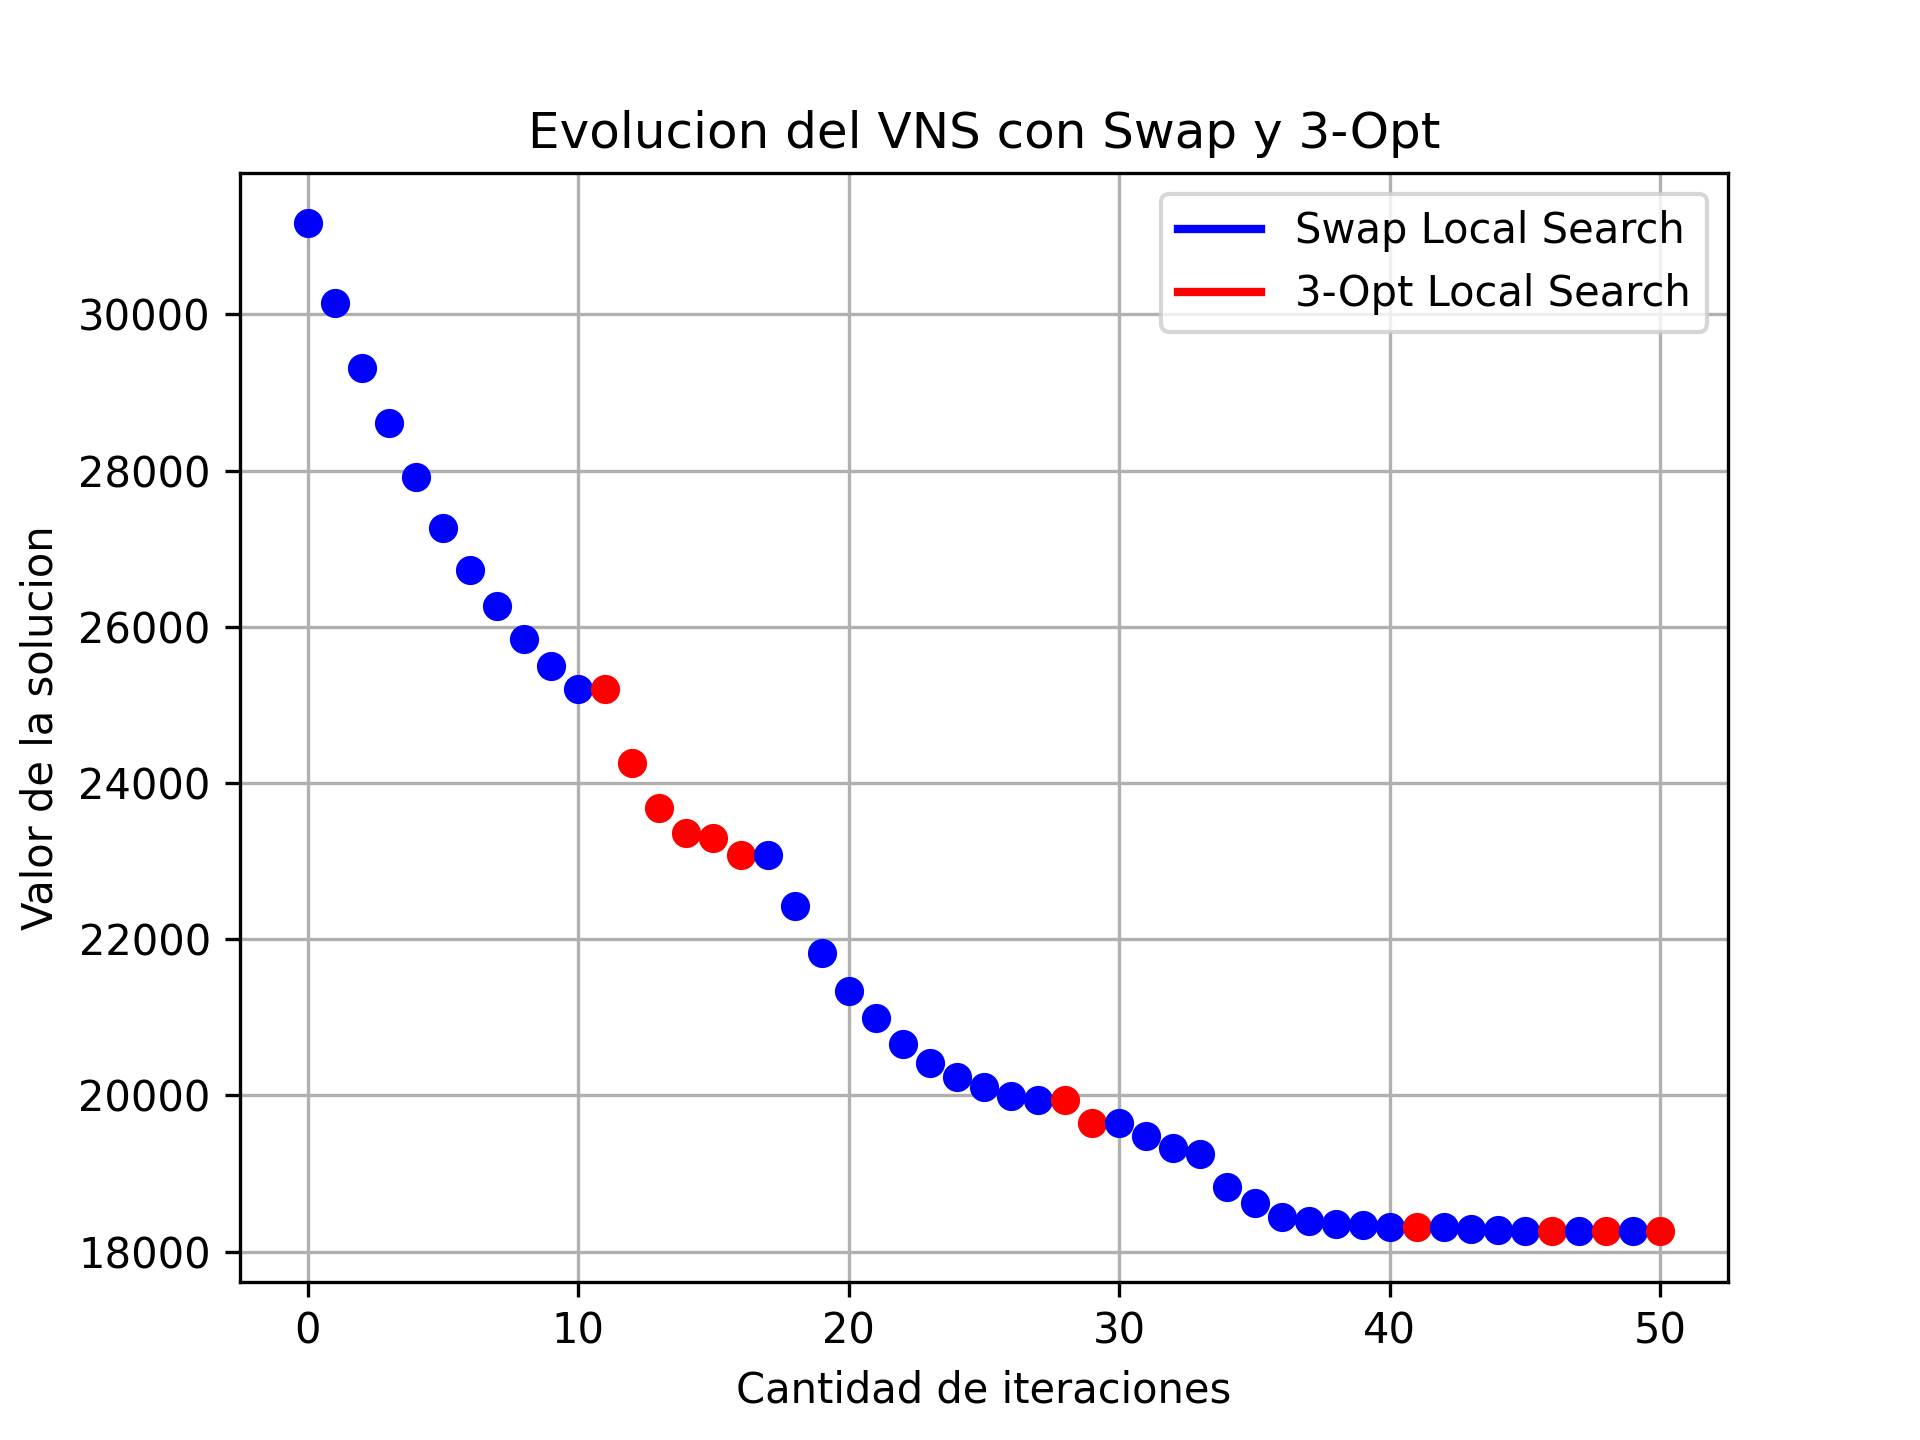 Evolucion del VNS con Swap y 3-Opt
Swap Local Search
3-Opt Local Search
Valor de la solucion
30000
28000
26000
24000
22000
20000
18000
0 10 20 30 40 50
Cantidad de iteraciones